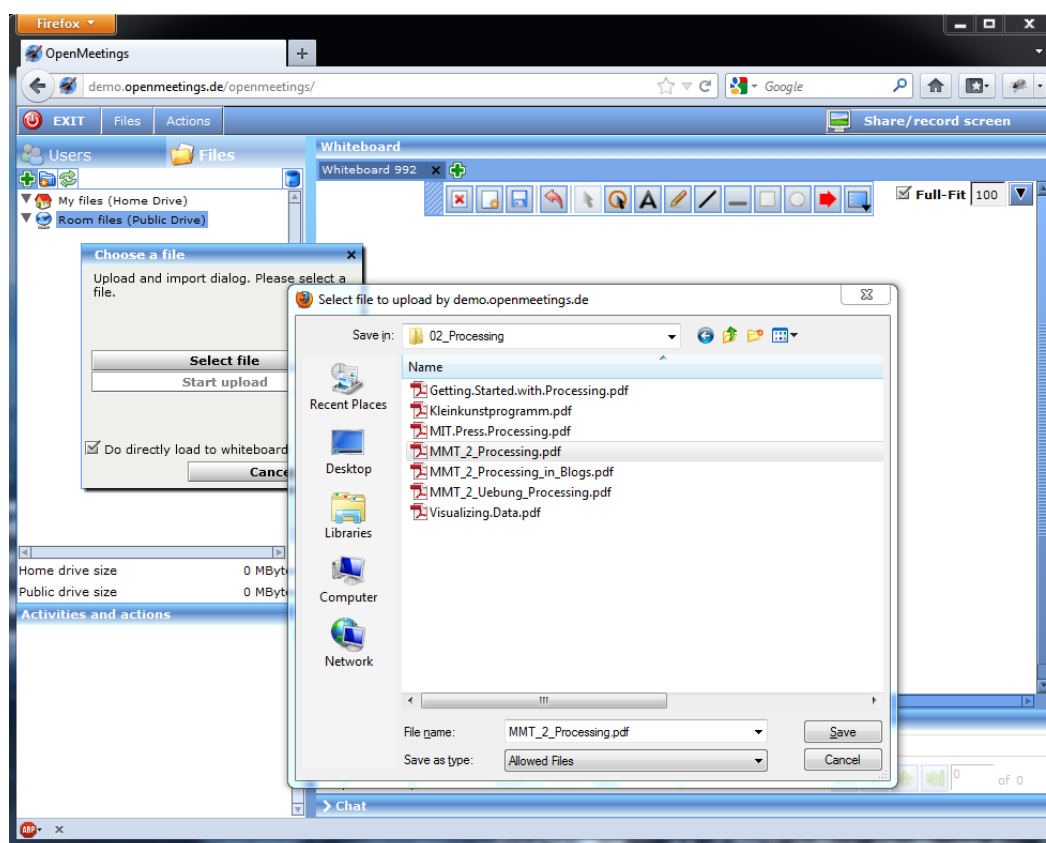 Firefox
OpenMeetings
demo.openmeetings.de/openmeetings/
Google
EXIT
Files
Actions
Share/record screen
Users
Files
My files (Home Drive)
Room files (Public Drive)
Whiteboard
Whiteboard 992
A
Full-Fit
100
Choose a file
Upload and import dialog. Please select a
file.
Select file
Start upload
Do directly load to whiteboard
Cance
Home drive size
0 MByt
Public drive size
0 MByt
Activities and actions
Select file to upload by demo.openmeetings.de
Save in:
02_Processing
Name
Getting.Started.with.Processing.pdf
Kleinkunstprogramm.pdf
MIT.Press.Processing.pdf
MMT_2_Processing.pdf
MMT_2_Processing_in_Blogs.pdf
MMT_2_Uebung_Processing.pdf
Visualizing.Data.pdf
Recent Places
Desktop
Libraries
Computer
Network
File name:
MMT_2_Processing.pdf
Save
Save as type:
Allowed Files
Cancel
0
of 0
Chat
ABP